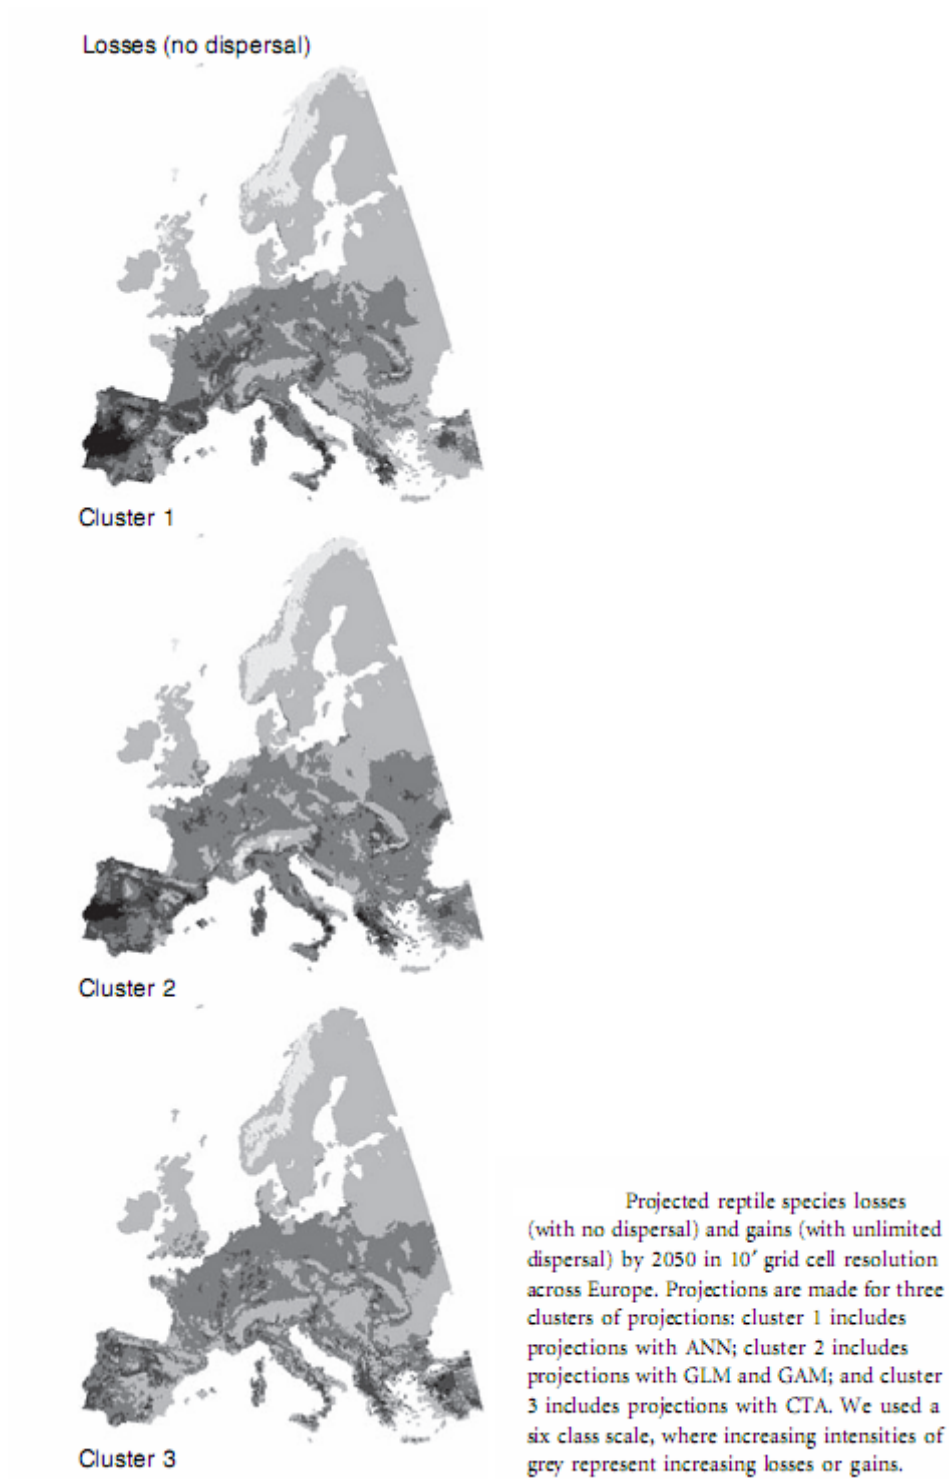 Losses (no dispersal)
Cluster 1
Cluster 2
Cluster 3
Projected reptile species losses
(with no dispersal) and gains (with unlimited
dispersal) by 2050 in 10′ grid cell resolution
across Europe. Projections are made for three
clusters of projections: cluster 1 includes
projections with ANN; cluster 2 includes
projections with GLM and GAM; and cluster
3 includes projections with CTA. We used a
six class scale, where increasing intensities of
grey represent increasing losses or gains.